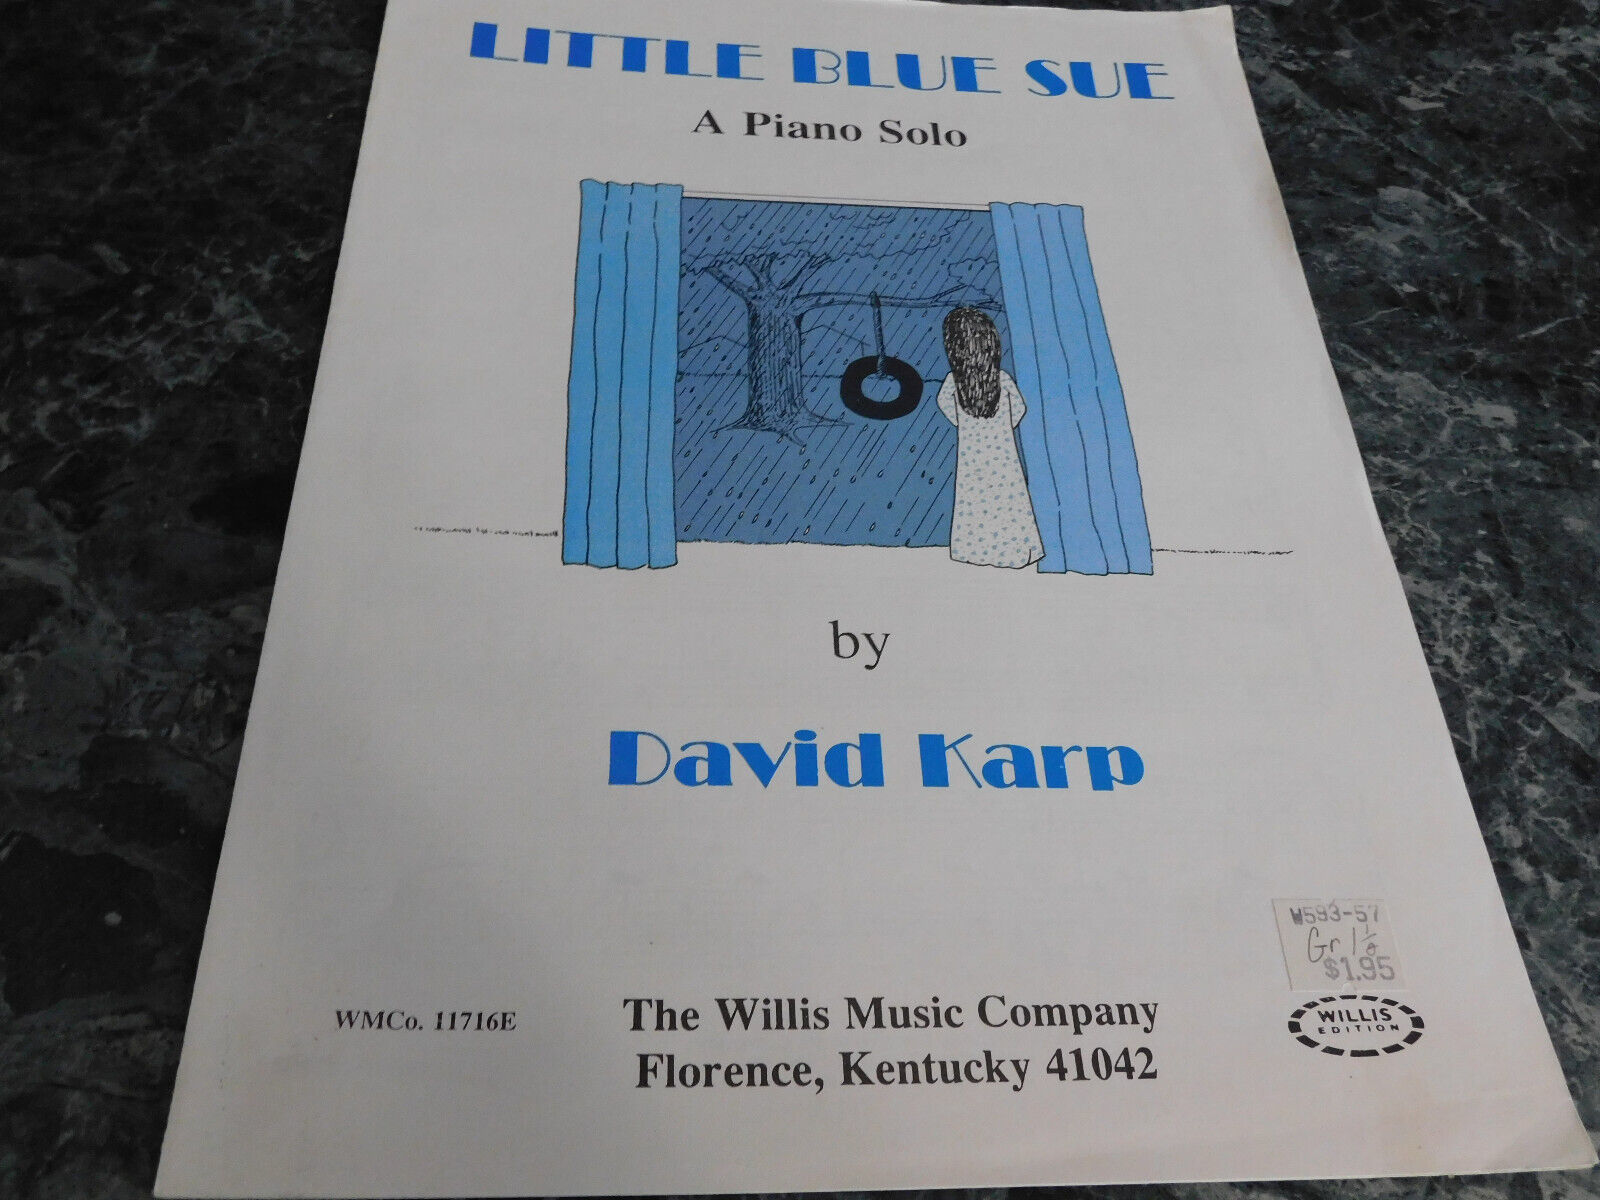 LITTLE BLUE SUE
A Piano Solo
by
David Karp
W593-57
Gr 1½
$1.95
WMCo. 11716E
The Willis Music Company
Florence, Kentucky 41042
WILLIS
EDITION